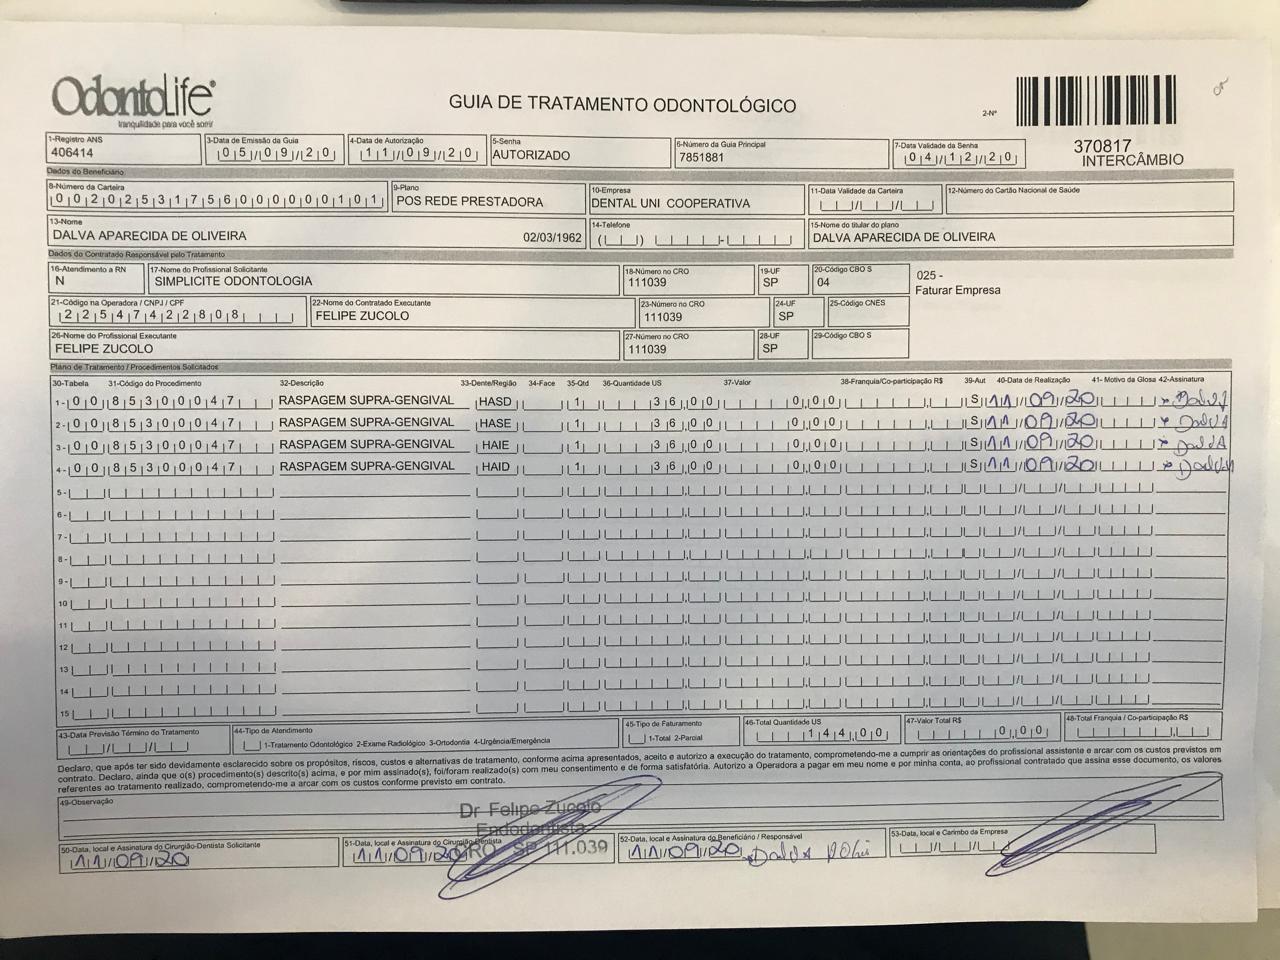 OdontoLife®
tranquilidade para você sorrir
GUIA DE TRATAMENTO ODONTOLÓGICO
2-Nº
370817
INTERCÂMBIO
1-Registro ANS 3-Data de Emissão da Guia 4-Data de Autorização 5-Senha 6-Número da Guia Principal 7-Data Validade da Senha
406414 05/09/20 11/09/20 AUTORIZADO 7851881 04/12/20
Dados do Beneficiário
8-Número da Carteira 9-Plano 10-Empresa 11-Data Validade da Carteira 12-Número do Cartão Nacional de Saúde
00202531756000000101 POS REDE PRESTADORA DENTAL UNI COOPERATIVA
13-Nome 14-Telefone 15-Nome do titular do plano
DALVA APARECIDA DE OLIVEIRA 02/03/1962 DALVA APARECIDA DE OLIVEIRA
Dados do Contratado Responsável pelo Tratamento
16-Atendimento a RN 17-Nome do Profissional Solicitante 18-Número no CRO 19-UF 20-Código CBO S
N SIMPLICITE ODONTOLOGIA 111039 SP 04
025 -
Faturar Empresa
21-Código na Operadora / CNPJ / CPF 22-Nome do Contratado Executante 23-Número no CRO 24-UF 25-Código CNES
22547422808 FELIPE ZUCOLO 111039 SP
26-Nome do Profissional Executante 27-Número no CRO 28-UF 29-Código CBO S
FELIPE ZUCOLO 111039 SP
Plano de Tratamento / Procedimentos Solicitados
30-Tabela 31-Código do Procedimento 32-Descrição 33-Dente/Região 34-Face 35-Qtd 36-Quantidade US 37-Valor 38-Franquia/Co-participação R$ 39-Aut 40-Data de Realização 41- Motivo da Glosa 42-Assinatura
1- 00 85300047 RASPAGEM SUPRA-GENGIVAL HASD 1 36,00 0,00 S 11/09/20
2- 00 85300047 RASPAGEM SUPRA-GENGIVAL HASE 1 36,00 0,00 S 11/09/20 DalvA
3- 00 85300047 RASPAGEM SUPRA-GENGIVAL HAIE 1 36,00 0,00 S 11/09/20 DalvA
4- 00 85300047 RASPAGEM SUPRA-GENGIVAL HAID 1 36,00 0,00 S 11/09/20
5-
6-
7-
8-
9-
10
11
12
13
14
15
43-Data Previsão Término do Tratamento 44-Tipo de Atendimento 45-Tipo de Faturamento 46-Total Quantidade US 47-Valor Total R$ 48-Total Franquia / Co-participação R$
1-Tratamento Odontológico 2-Exame Radiológico 3-Ortodontia 4-Urgência/Emergência 1-Total 2-Parcial 144,00 0,00
Declaro, que após ter sido devidamente esclarecido sobre os propósitos, riscos, custos e alternativas de tratamento, conforme acima apresentados, aceito e autorizo a execução do tratamento, comprometendo-me a cumprir as orientações do profissional assistente e arcar com os custos previstos em
contrato. Declaro, ainda que o(s) procedimento(s) descrito(s) acima, e por mim assinado(s), foi/foram realizado(s) com meu consentimento e de forma satisfatória. Autorizo a Operadora a pagar em meu nome e por minha conta, ao profissional contratado que assina esse documento, os valores
referentes ao tratamento realizado, comprometendo-me a arcar com os custos conforme previsto em contrato.
49-Observação
Dr Felipe Zucolo
Endodontista
CRO SP 111.039
50-Data, local e Assinatura do Cirurgião-Dentista Solicitante 51-Data, local e Assinatura do Cirurgião-Dentista 52-Data, local e Assinatura do Beneficiário / Responsável 53-Data, local e Carimbo da Empresa
11/09/20 11/09/20 11/09/20 DalvA